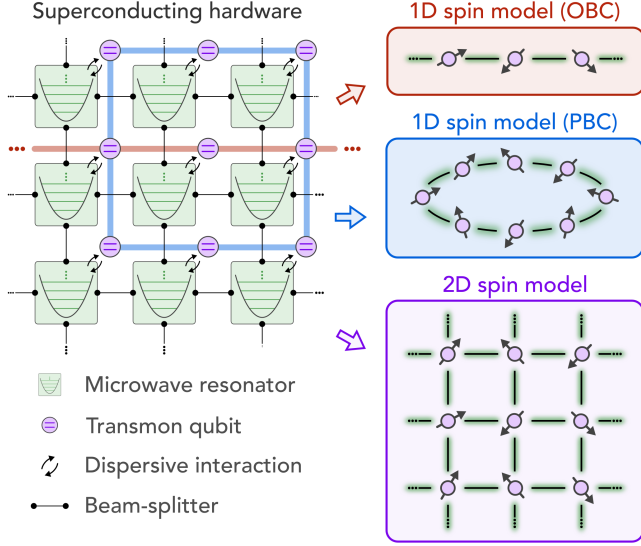 Superconducting hardware
1D spin model (OBC)
1D spin model (PBC)
2D spin model
Microwave resonator
Transmon qubit
Dispersive interaction
Beam-splitter